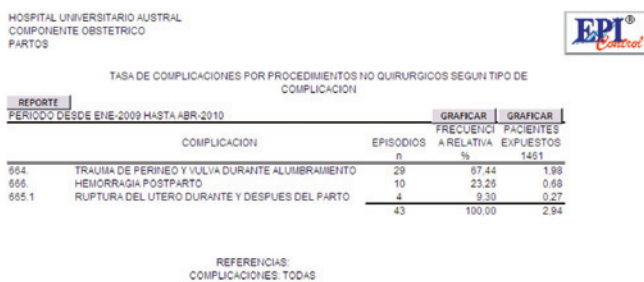 HOSPITAL UNIVERSITARIO AUSTRAL
COMPONENTE OBSTETRICO
PARTOS
EPI®
Control
TASA DE COMPLICACIONES POR PROCEDIMIENTOS NO QUIRURGICOS SEGUN TIPO DE
COMPLICACION
REPORTE
PERIODO DESDE ENE-2009 HASTA ABR-2010 GRAFICAR GRAFICAR
COMPLICACION EPISODIOS FRECUENCI A RELATIVA PACIENTES EXPUESTOS
n % 1461
664. TRAUMA DE PERINEO Y VULVA DURANTE ALUMBRAMIENTO 29 67,44 1,98
666. HEMORRAGIA POSTPARTO 10 23,26 0,68
665.1 RUPTURA DEL UTERO DURANTE Y DESPUES DEL PARTO 4 9,30 0,27
43 100,00 2,94
REFERENCIAS:
COMPLICACIONES: TODAS